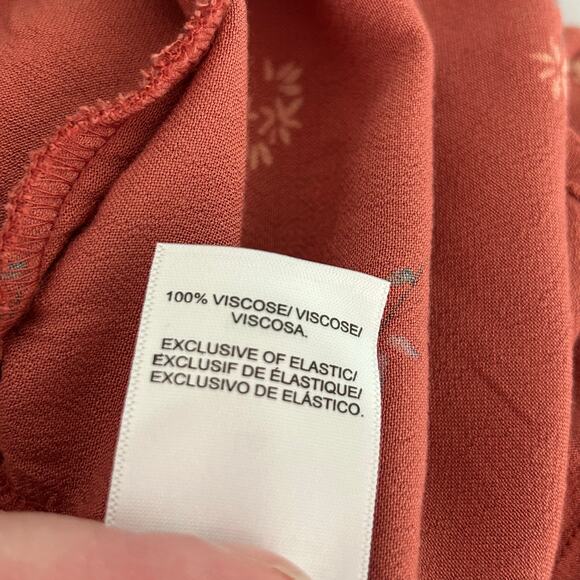 100% VISCOSE/ VISCOSE/
VISCOSA.
EXCLUSIVE OF ELASTIC/
EXCLUSIF DE ÉLASTIQUE/
EXCLUSIVO DE ELÁSTICO.